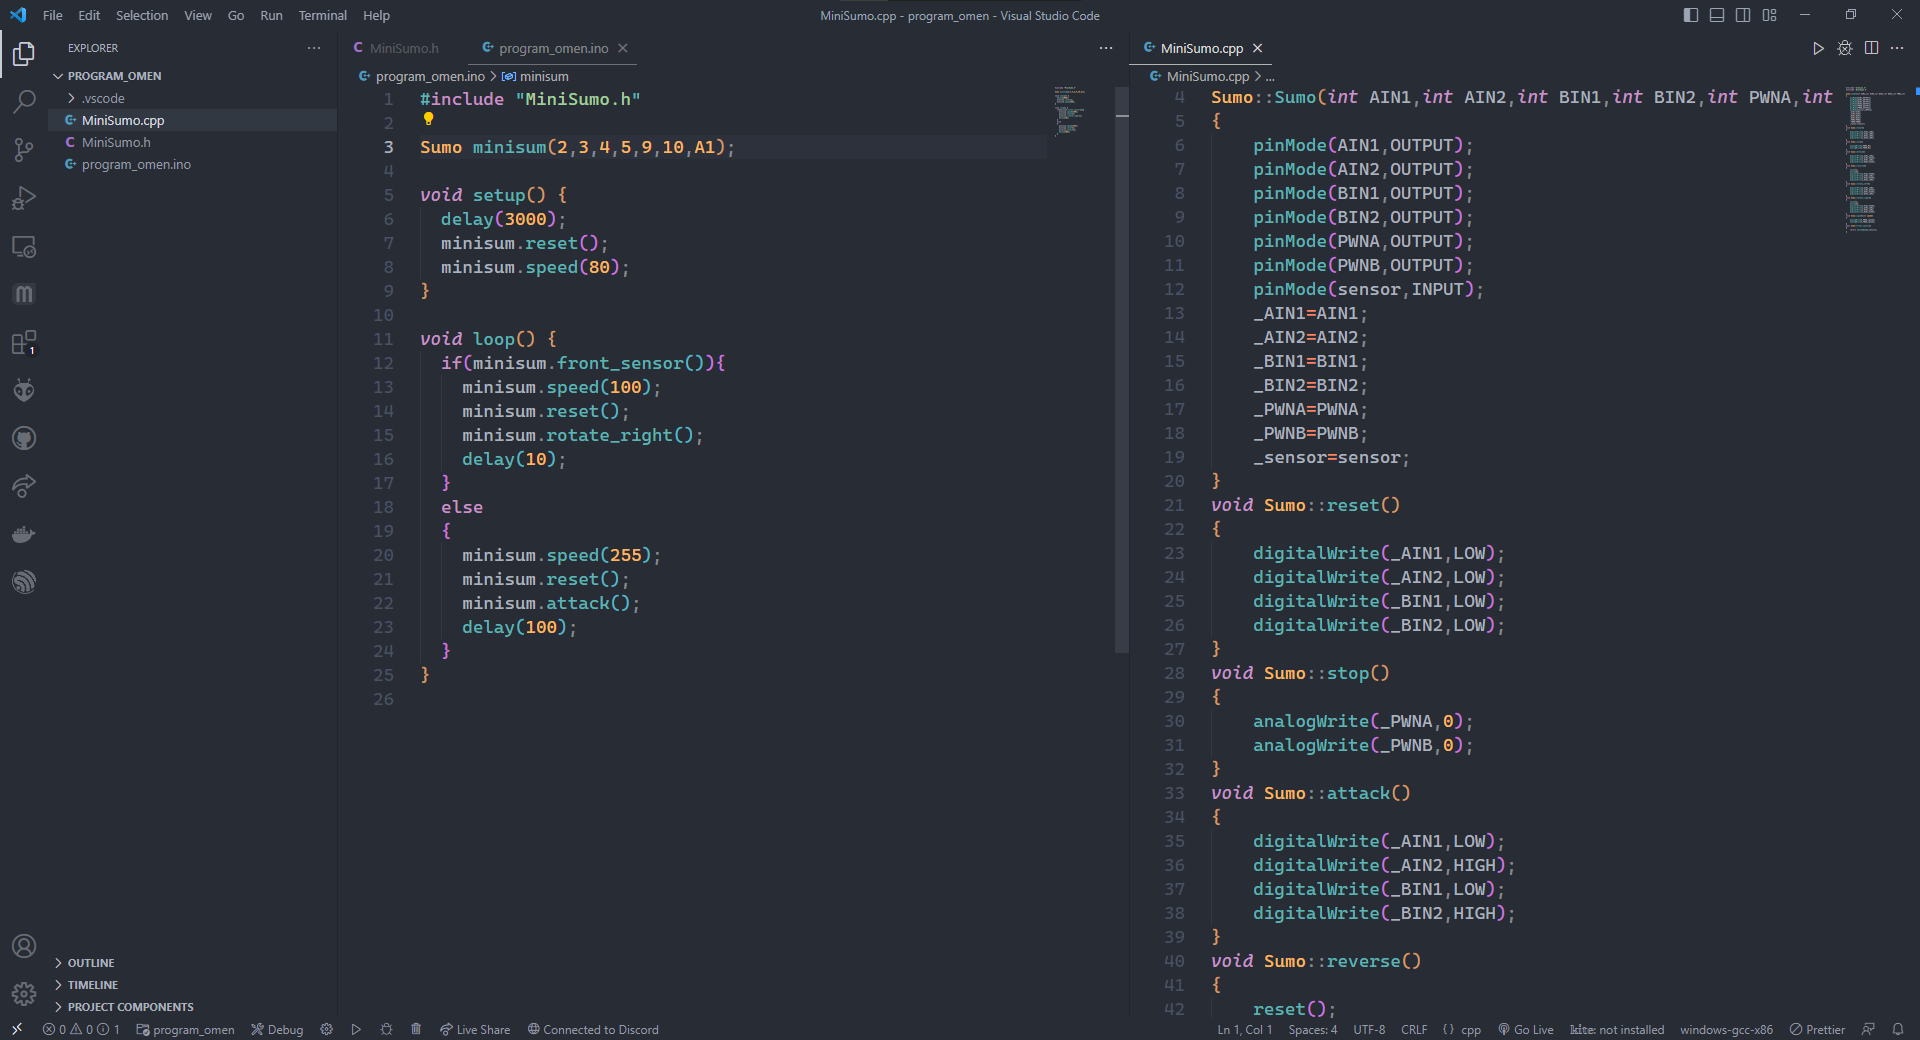 File Edit Selection View Go Run Terminal Help
MiniSumo.cpp - program_omen - Visual Studio Code
EXPLORER
PROGRAM_OMEN
.vscode
MiniSumo.cpp
MiniSumo.h
program_omen.ino
OUTLINE
TIMELINE
PROJECT COMPONENTS
1
MiniSumo.h program_omen.ino
program_omen.ino > minisum
1 #include "MiniSumo.h"
2
3 Sumo minisum(2,3,4,5,9,10,A1);
4
5 void setup() {
6 delay(3000);
7 minisum.reset();
8 minisum.speed(80);
9 }
10
11 void loop() {
12 if(minisum.front_sensor()){
13 minisum.speed(100);
14 minisum.reset();
15 minisum.rotate_right();
16 delay(10);
17 }
18 else
19 {
20 minisum.speed(255);
21 minisum.reset();
22 minisum.attack();
23 delay(100);
24 }
25 }
26
MiniSumo.cpp
MiniSumo.cpp > ...
4 Sumo::Sumo(int AIN1,int AIN2,int BIN1,int BIN2,int PWNA,int
5 {
6 pinMode(AIN1,OUTPUT);
7 pinMode(AIN2,OUTPUT);
8 pinMode(BIN1,OUTPUT);
9 pinMode(BIN2,OUTPUT);
10 pinMode(PWNA,OUTPUT);
11 pinMode(PWNB,OUTPUT);
12 pinMode(sensor,INPUT);
13 _AIN1=AIN1;
14 _AIN2=AIN2;
15 _BIN1=BIN1;
16 _BIN2=BIN2;
17 _PWNA=PWNA;
18 _PWNB=PWNB;
19 _sensor=sensor;
20 }
21 void Sumo::reset()
22 {
23 digitalWrite(_AIN1,LOW);
24 digitalWrite(_AIN2,LOW);
25 digitalWrite(_BIN1,LOW);
26 digitalWrite(_BIN2,LOW);
27 }
28 void Sumo::stop()
29 {
30 analogWrite(_PWNA,0);
31 analogWrite(_PWNB,0);
32 }
33 void Sumo::attack()
34 {
35 digitalWrite(_AIN1,LOW);
36 digitalWrite(_AIN2,HIGH);
37 digitalWrite(_BIN1,LOW);
38 digitalWrite(_BIN2,HIGH);
39 }
40 void Sumo::reverse()
41 {
42 reset();
0 0 1 program_omen Debug Live Share Connected to Discord
Ln 1, Col 1 Spaces: 4 UTF-8 CRLF {} cpp Go Live kite: not installed windows-gcc-x86 Prettier